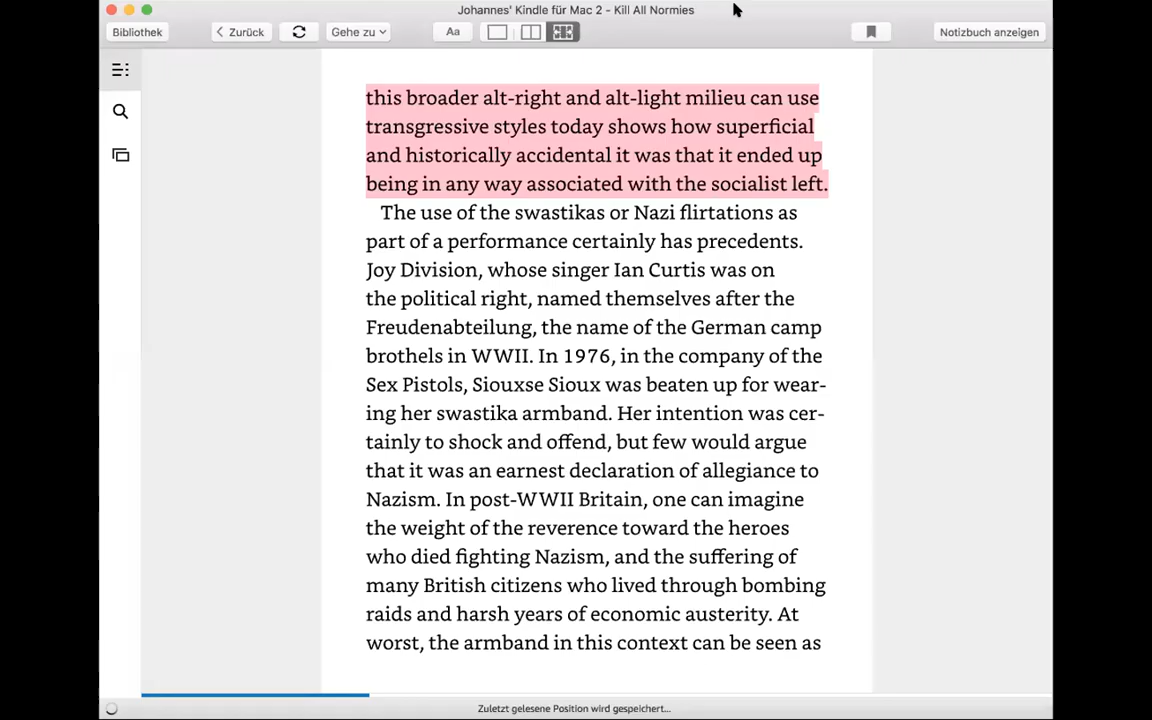 Johannes' Kindle für Mac 2 - Kill All Normies
Bibliothek
Zurück
Gehe zu
Aa
Notizbuch anzeigen
this broader alt-right and alt-light milieu can use
transgressive styles today shows how superficial
and historically accidental it was that it ended up
being in any way associated with the socialist left.
The use of the swastikas or Nazi flirtations as
part of a performance certainly has precedents.
Joy Division, whose singer Ian Curtis was on
the political right, named themselves after the
Freudenabteilung, the name of the German camp
brothels in WWII. In 1976, in the company of the
Sex Pistols, Siouxse Sioux was beaten up for wear-
ing her swastika armband. Her intention was cer-
tainly to shock and offend, but few would argue
that it was an earnest declaration of allegiance to
Nazism. In post-WWII Britain, one can imagine
the weight of the reverence toward the heroes
who died fighting Nazism, and the suffering of
many British citizens who lived through bombing
raids and harsh years of economic austerity. At
worst, the armband in this context can be seen as
Zuletzt gelesene Position wird gespeichert...